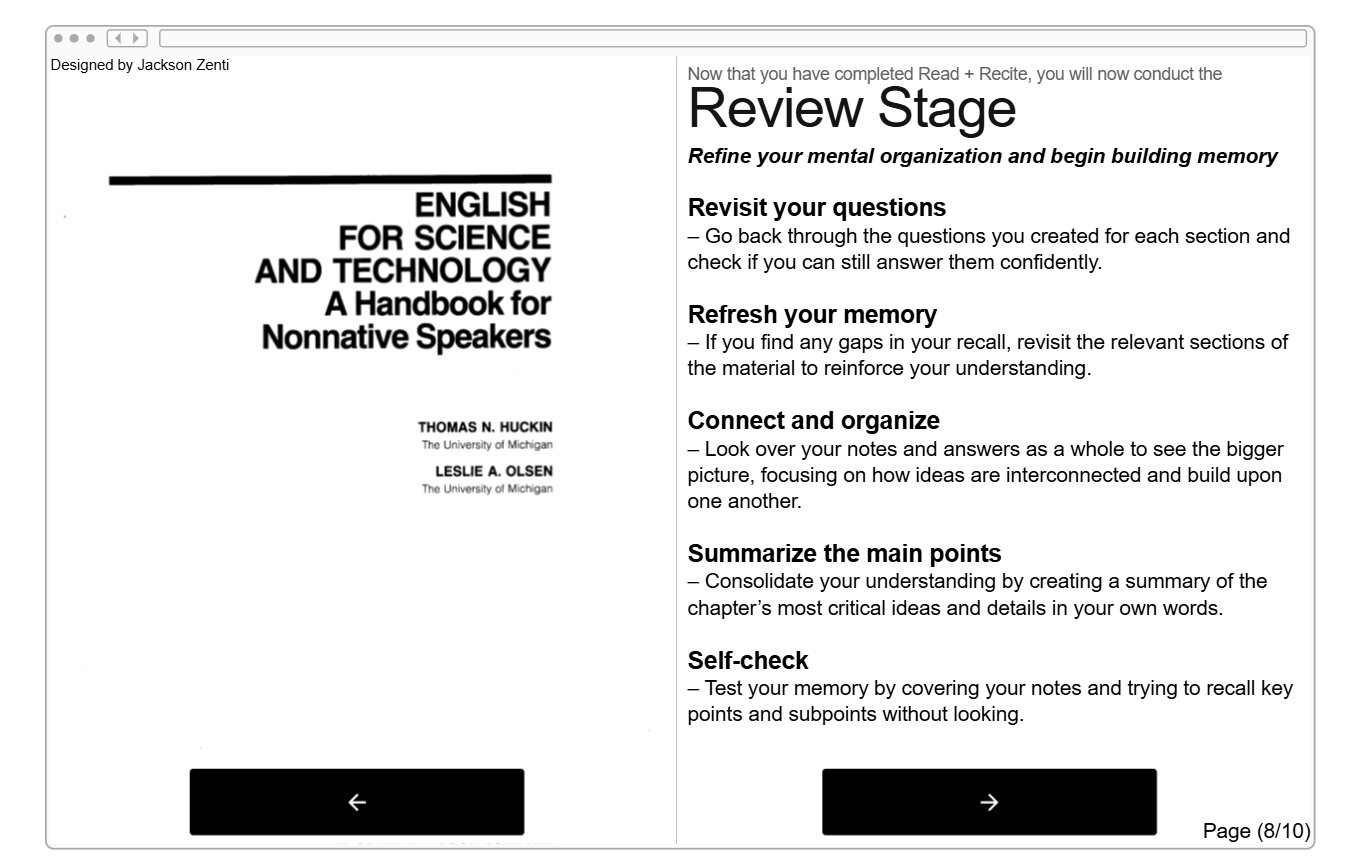 Designed by Jackson Zenti
ENGLISH
FOR SCIENCE
AND TECHNOLOGY
A Handbook for
Nonnative Speakers
THOMAS N. HUCKIN
The University of Michigan
LESLIE A. OLSEN
The University of Michigan
Now that you have completed Read + Recite, you will now conduct the
Review Stage
Refine your mental organization and begin building memory
Revisit your questions
– Go back through the questions you created for each section and
check if you can still answer them confidently.
Refresh your memory
– If you find any gaps in your recall, revisit the relevant sections of
the material to reinforce your understanding.
Connect and organize
– Look over your notes and answers as a whole to see the bigger
picture, focusing on how ideas are interconnected and build upon
one another.
Summarize the main points
– Consolidate your understanding by creating a summary of the
chapter’s most critical ideas and details in your own words.
Self-check
– Test your memory by covering your notes and trying to recall key
points and subpoints without looking.
Page (8/10)